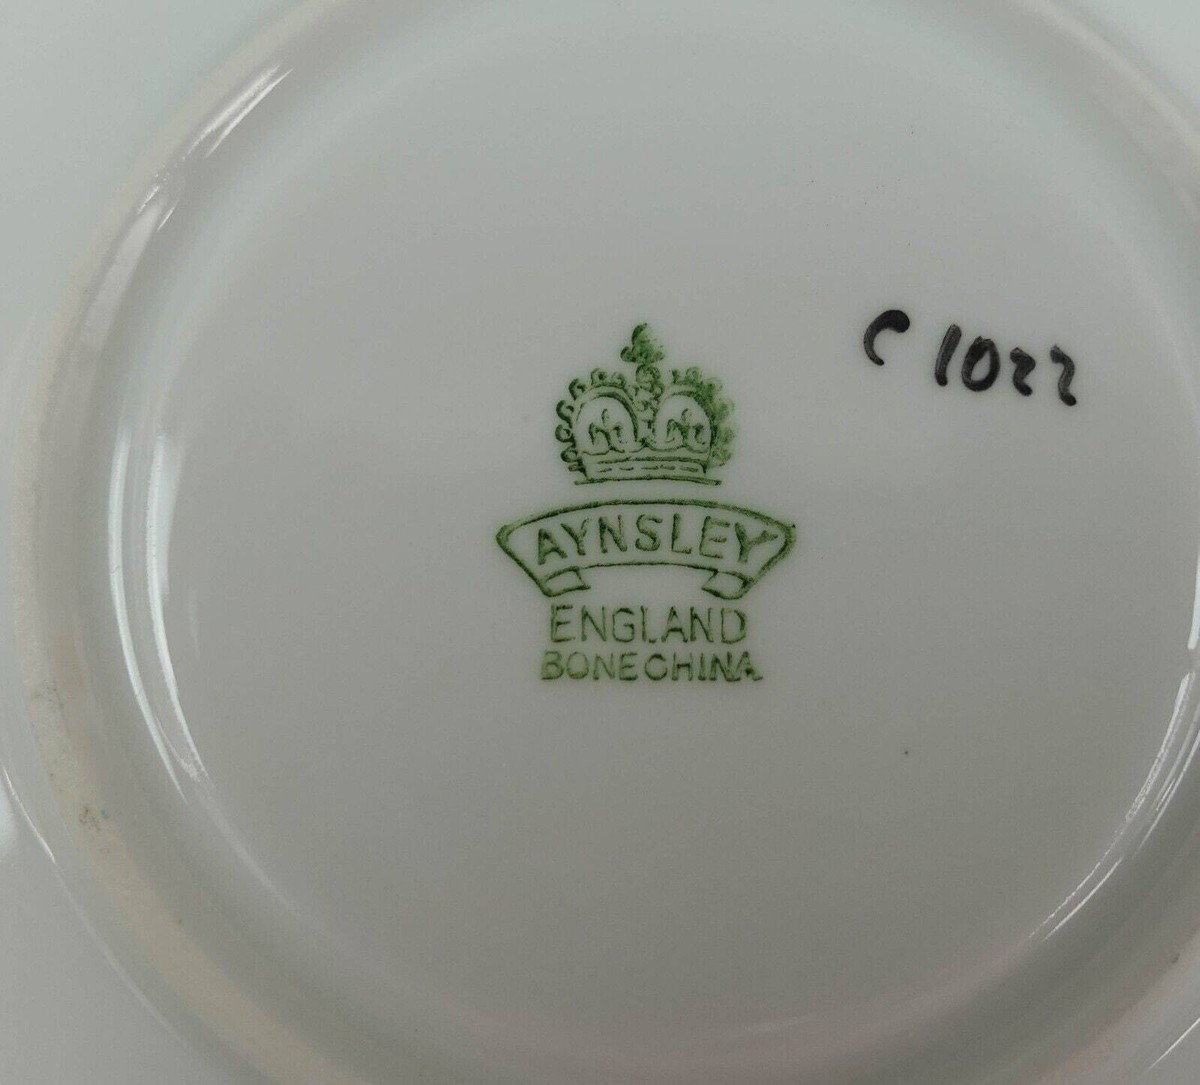 C 1022
AYNSLEY
ENGLAND
BONE CHINA